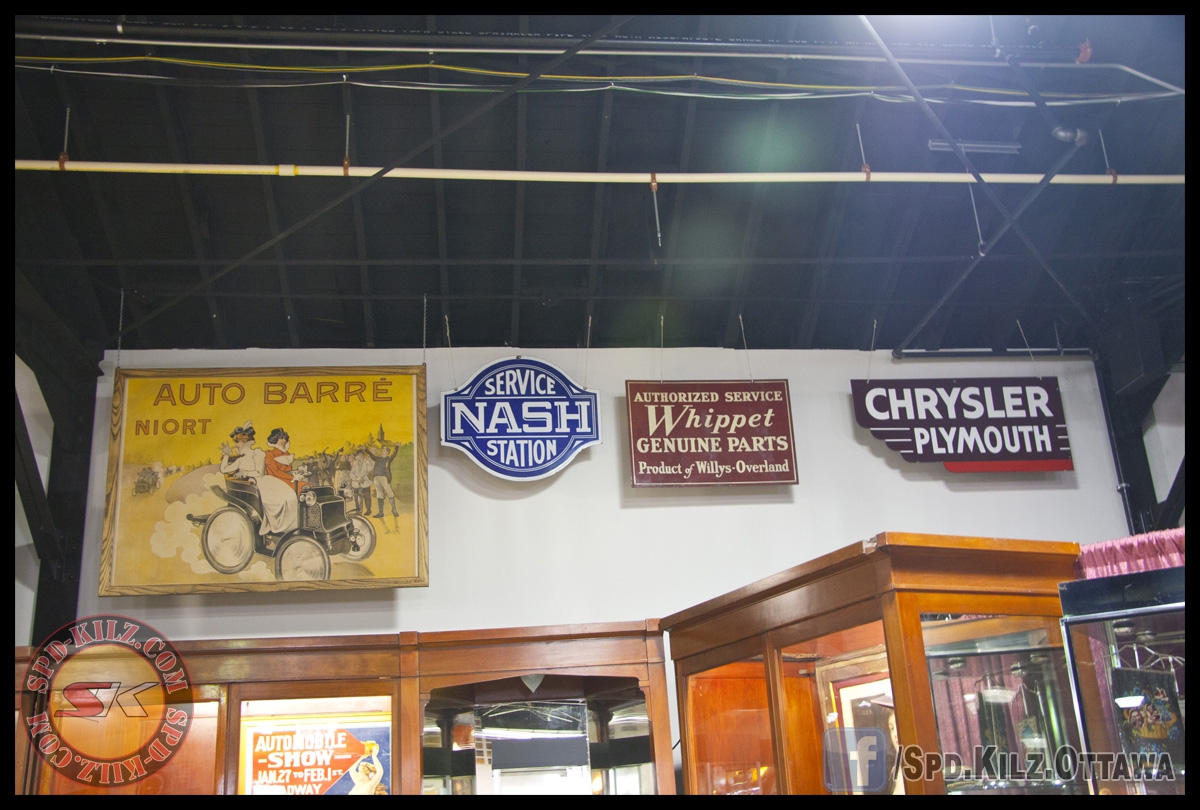 AUTO BARRÉ
NIORT
SERVICE
NASH
STATION
AUTHORIZED SERVICE
Whippet
GENUINE PARTS
Product of Willys-Overland
CHRYSLER
PLYMOUTH
AUTOMOBILE
SHOW
JAN.27 TO FEB.1
SPD-KILZ.COM
SK
SPD-KILZ.COM
f/SPD.KILZ.OTTAWA